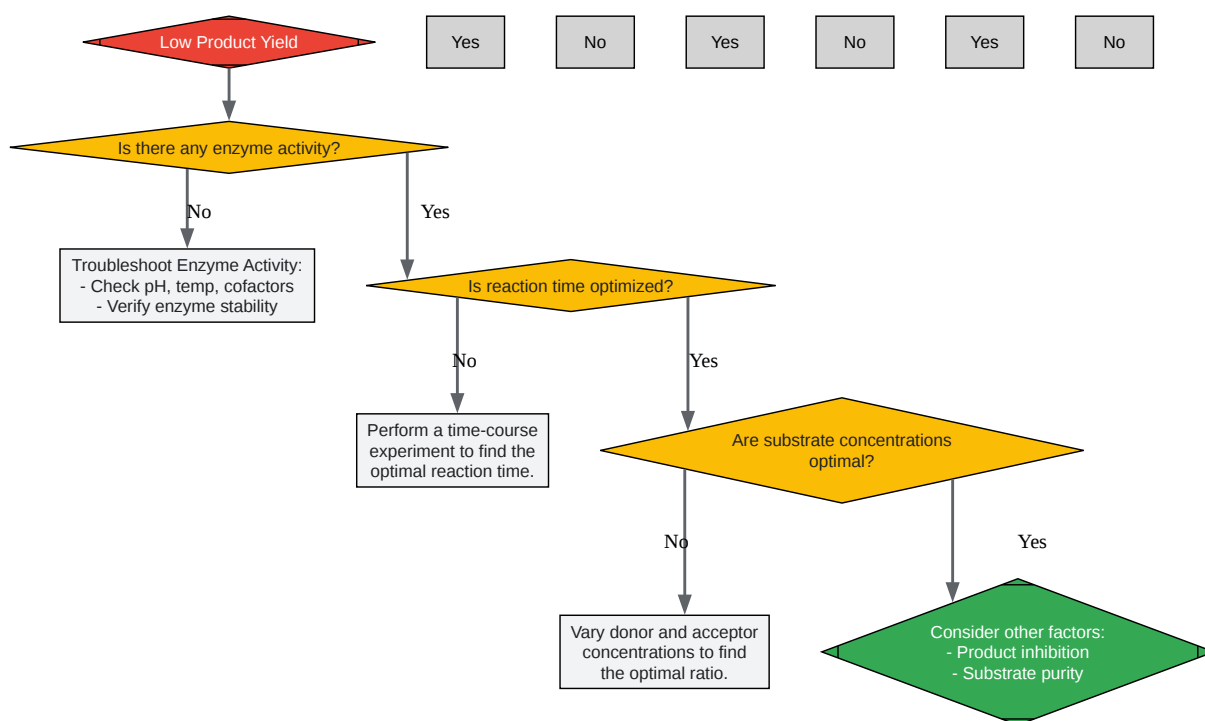 Low Product Yield
Yes
No
Yes
No
Yes
No
Is there any enzyme activity?
No
Yes
Troubleshoot Enzyme Activity:
- Check pH, temp, cofactors
- Verify enzyme stability
Is reaction time optimized?
No
Yes
Perform a time-course
experiment to find the
optimal reaction time.
Are substrate concentrations
optimal?
No
Yes
Vary donor and acceptor
concentrations to find
the optimal ratio.
Consider other factors:
- Product inhibition
- Substrate purity